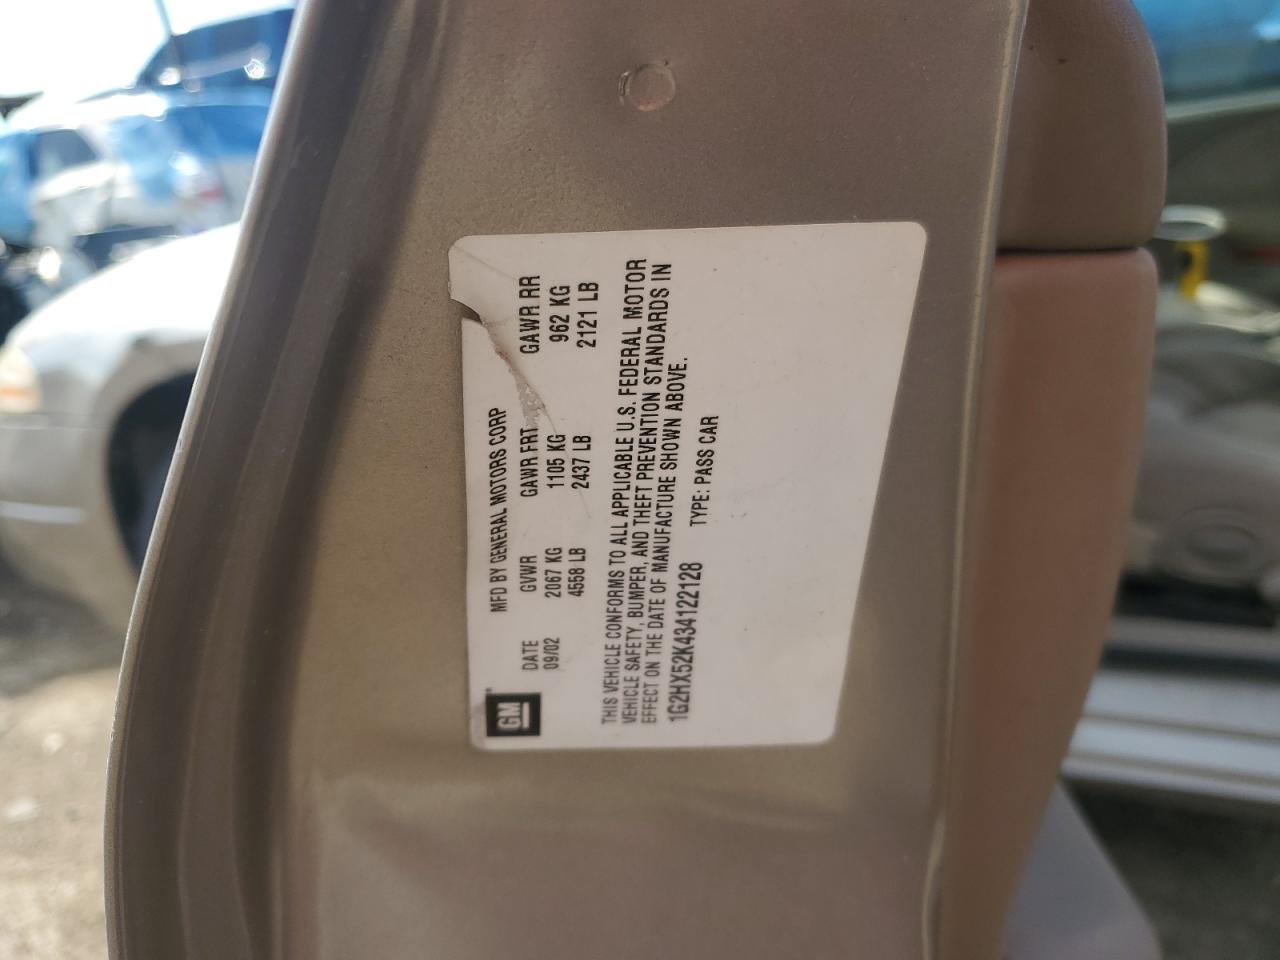 GM
MFD BY GENERAL MOTORS CORP
DATE GVWR GAWR FRT GAWR RR
09/02 2067 KG 1105 KG 962 KG
4558 LB 2437 LB 2121 LB
THIS VEHICLE CONFORMS TO ALL APPLICABLE U.S. FEDERAL MOTOR
VEHICLE SAFETY, BUMPER, AND THEFT PREVENTION STANDARDS IN
EFFECT ON THE DATE OF MANUFACTURE SHOWN ABOVE.
1G2HX52K434122128 TYPE: PASS CAR